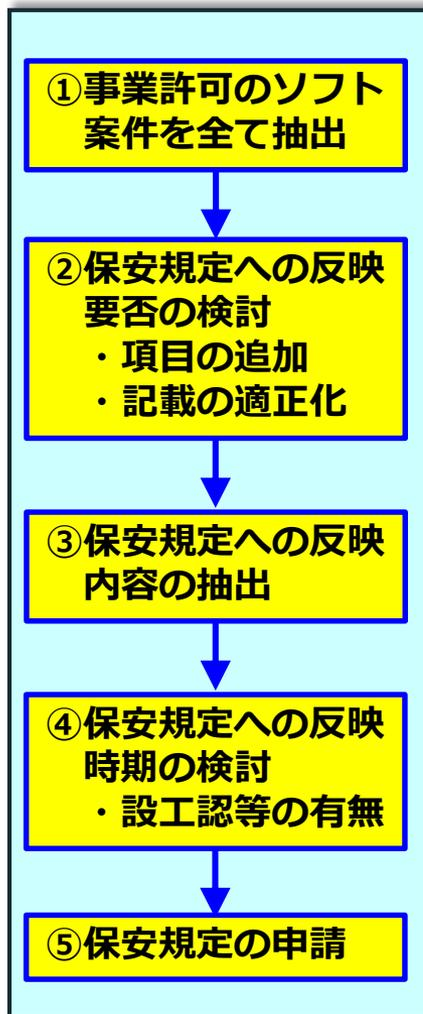 ①事業許可のソフト
案件を全て抽出
②保安規定への反映
要否の検討
・項目の追加
・記載の適正化
③保安規定への反映
内容の抽出
④保安規定への反映
時期の検討
・設工認等の有無
⑤保安規定の申請